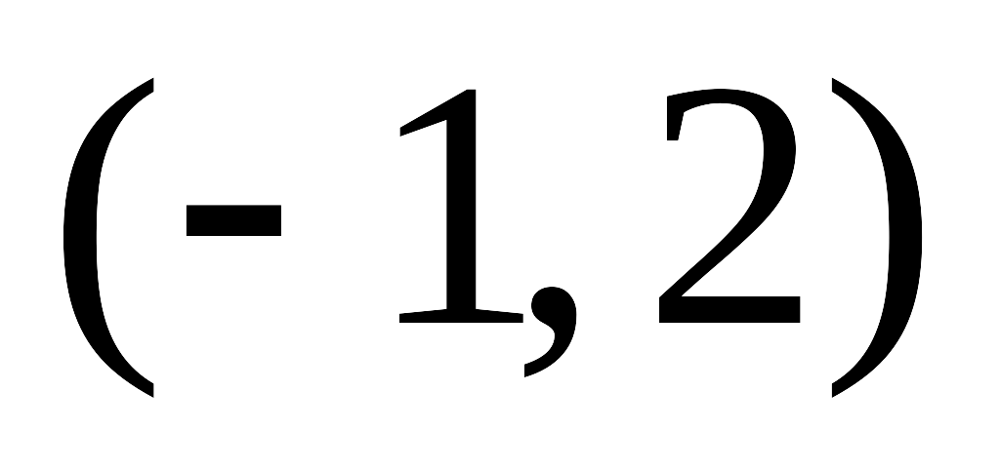 (- 1, 2)